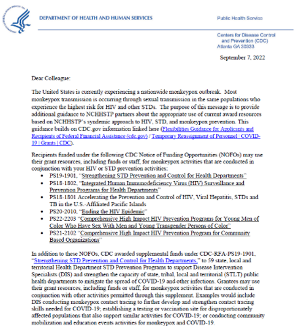 DEPARTMENT OF HEALTH AND HUMAN SERVICES
Public Health Service
Centers for Disease Control
and Prevention (CDC)
Atlanta GA 30333
September 7, 2022
Dear Colleague:
The United States is currently experiencing a nationwide monkeypox outbreak. Most
monkeypox transmission is occurring through sexual transmission in the same populations who
experience the highest risk for HIV and other STDs. The purpose of this message is to provide
additional guidance to NCHHSTP partners about the appropriate use of current award resources
based on NCHHSTP's syndemic approach to HIV, STD, and monkeypox prevention. This
guidance builds on CDC information linked here (Flexibilities Guidance for Applicants and
Recipients of Federal Financial Assistance (cdc.gov) / Temporary Reassignment of Personnel: COVID-
19 | Grants | CDC).
Recipients funded under the following CDC Notice of Funding Opportunities (NOFOs) may use
their grant resources, including funds or staff, for monkeypox activities that are conducted in
conjunction with your HIV or STD prevention activities:
• PS19-1901, "Strengthening STD Prevention and Control for Health Departments"
• PS18-1802, "Integrated Human Immunodeficiency Virus (HIV) Surveillance and
Prevention Programs for Health Departments"
• PS18-1801 Accelerating the Prevention and Control of HIV, Viral Hepatitis, STDs and
TB in the U.S.-Affiliated Pacific Islands
• PS20-2010, "Ending the HIV Epidemic"
• PS22-2203 "Comprehensive High Impact HIV Prevention Programs for Young Men of
Color Who Have Sex With Men and Young Transgender Persons of Color"
• PS21-2102 "Comprehensive High Impact HIV Prevention Program for Community
Based Organizations"
In addition to these NOFOs, CDC awarded supplemental funds under CDC-RFA-PS19-1901,
"Strengthening STD Prevention and Control for Health Departments," to 59 state, local and
territorial Health Department STD Prevention Programs to support Disease Intervention
Specialists (DIS) and strengthen the capacity of state, tribal, local and territorial (STLT) public
health departments to mitigate the spread of COVID-19 and other infections. Grantees may use
their grant resources, including funds or staff, for monkeypox activities that are conducted in
conjunction with other activities permitted through this supplement. Examples would include
DIS conducting monkeypox contact tracing to further develop and strengthen contact tracing
skills needed for COVID-19; establishing a testing or vaccination site for disproportionately
affected populations that also support similar activities for COVID-19; or conducting community
mobilization and education events activities for monkeypox and COVID-19